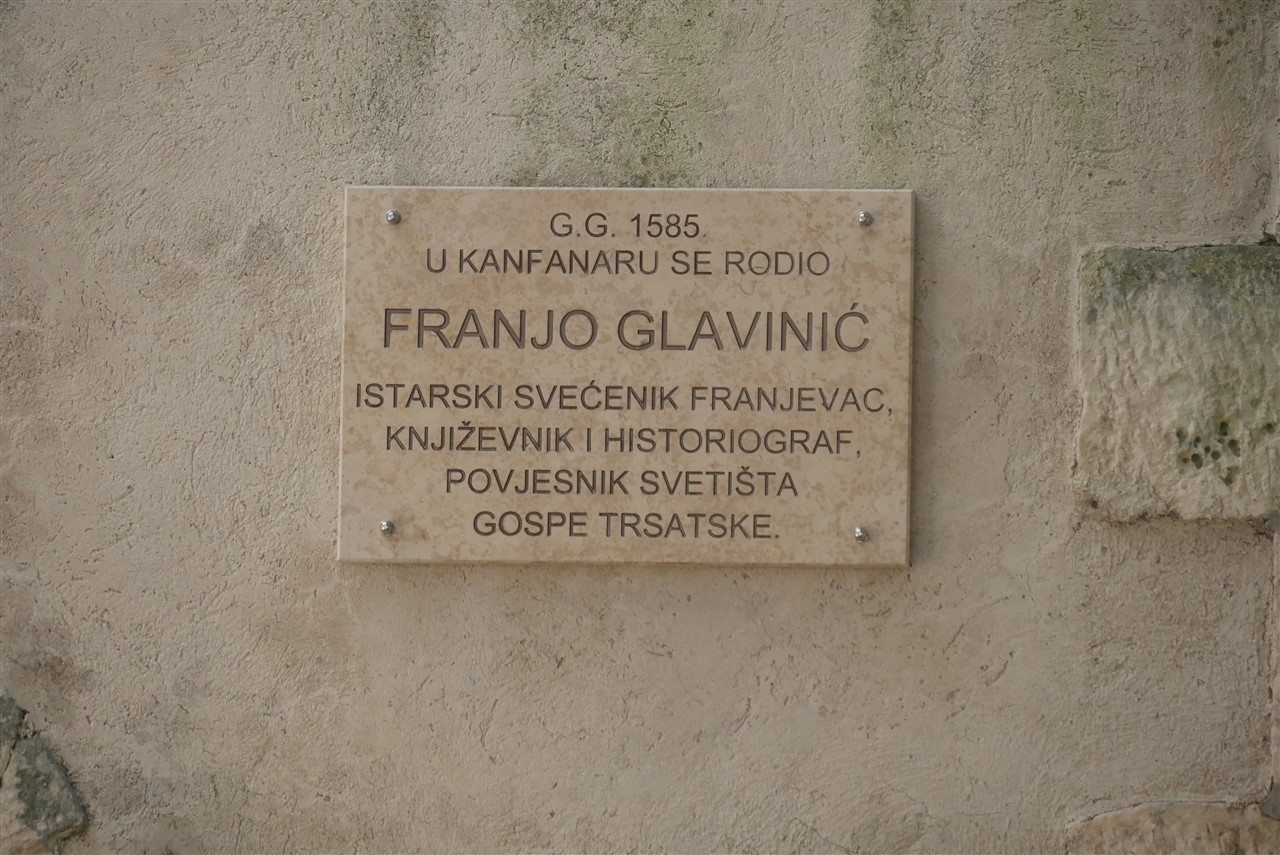 G.G. 1585.
U KANFANARU SE RODIO
FRANJO GLAVINIĆ
ISTARSKI SVEĆENIK FRANJEVAC,
KNJIŽEVNIK I HISTORIOGRAF,
POVJESNIK SVETIŠTA
GOSPE TRSATSKE.